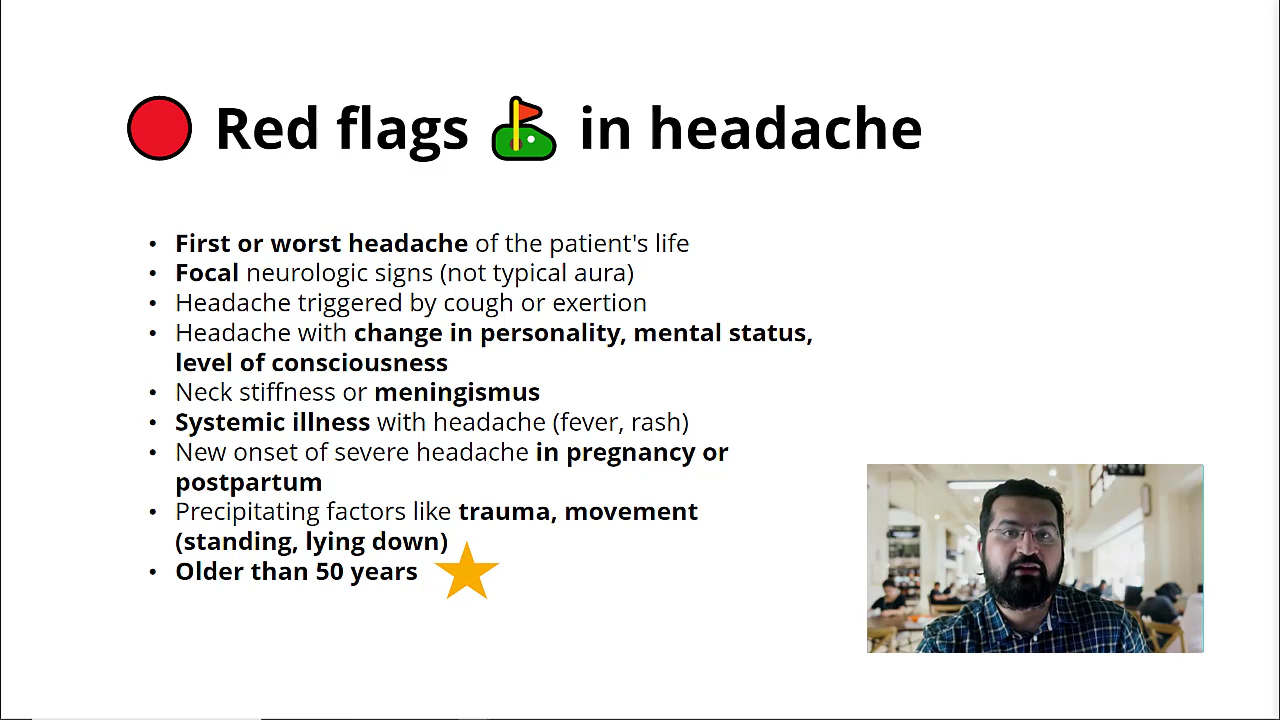 Red flags in headache
• First or worst headache of the patient's life
• Focal neurologic signs (not typical aura)
• Headache triggered by cough or exertion
• Headache with change in personality, mental status,
level of consciousness
• Neck stiffness or meningismus
• Systemic illness with headache (fever, rash)
• New onset of severe headache in pregnancy or
postpartum
• Precipitating factors like trauma, movement
(standing, lying down)
• Older than 50 years